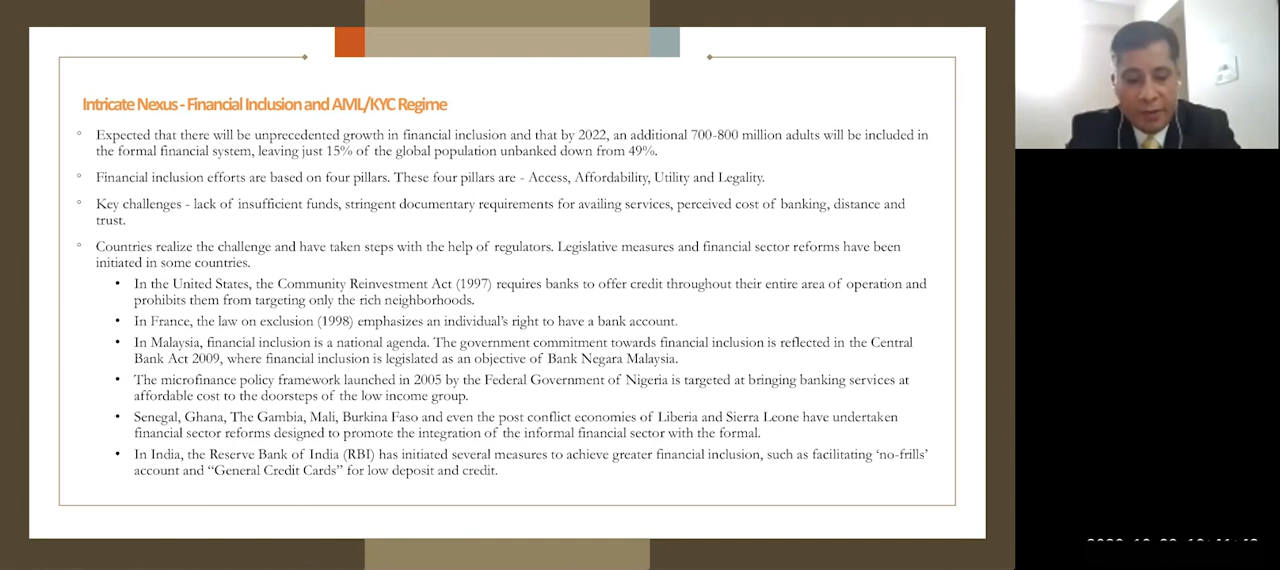 Intricate Nexus - Financial Inclusion and AML/KYC Regime
Expected that there will be unprecedented growth in financial inclusion and that by 2022, an additional 700-800 million adults will be included in
the formal financial system, leaving just 15% of the global population unbanked down from 49%.
Financial inclusion efforts are based on four pillars. These four pillars are - Access, Affordability, Utility and Legality.
Key challenges - lack of insufficient funds, stringent documentary requirements for availing services, perceived cost of banking, distance and
trust.
Countries realize the challenge and have taken steps with the help of regulators. Legislative measures and financial sector reforms have been
initiated in some countries.
• In the United States, the Community Reinvestment Act (1997) requires banks to offer credit throughout their entire area of operation and
prohibits them from targeting only the rich neighborhoods.
• In France, the law on exclusion (1998) emphasizes an individual's right to have a bank account.
• In Malaysia, financial inclusion is a national agenda. The government commitment towards financial inclusion is reflected in the Central
Bank Act 2009, where financial inclusion is legislated as an objective of Bank Negara Malaysia.
• The microfinance policy framework launched in 2005 by the Federal Government of Nigeria is targeted at bringing banking services at
affordable cost to the doorsteps of the low income group.
• Senegal, Ghana, The Gambia, Mali, Burkina Faso and even the post conflict economies of Liberia and Sierra Leone have undertaken
financial sector reforms designed to promote the integration of the informal financial sector with the formal.
• In India, the Reserve Bank of India (RBI) has initiated several measures to achieve greater financial inclusion, such as facilitating 'no-frills'
account and "General Credit Cards" for low deposit and credit.